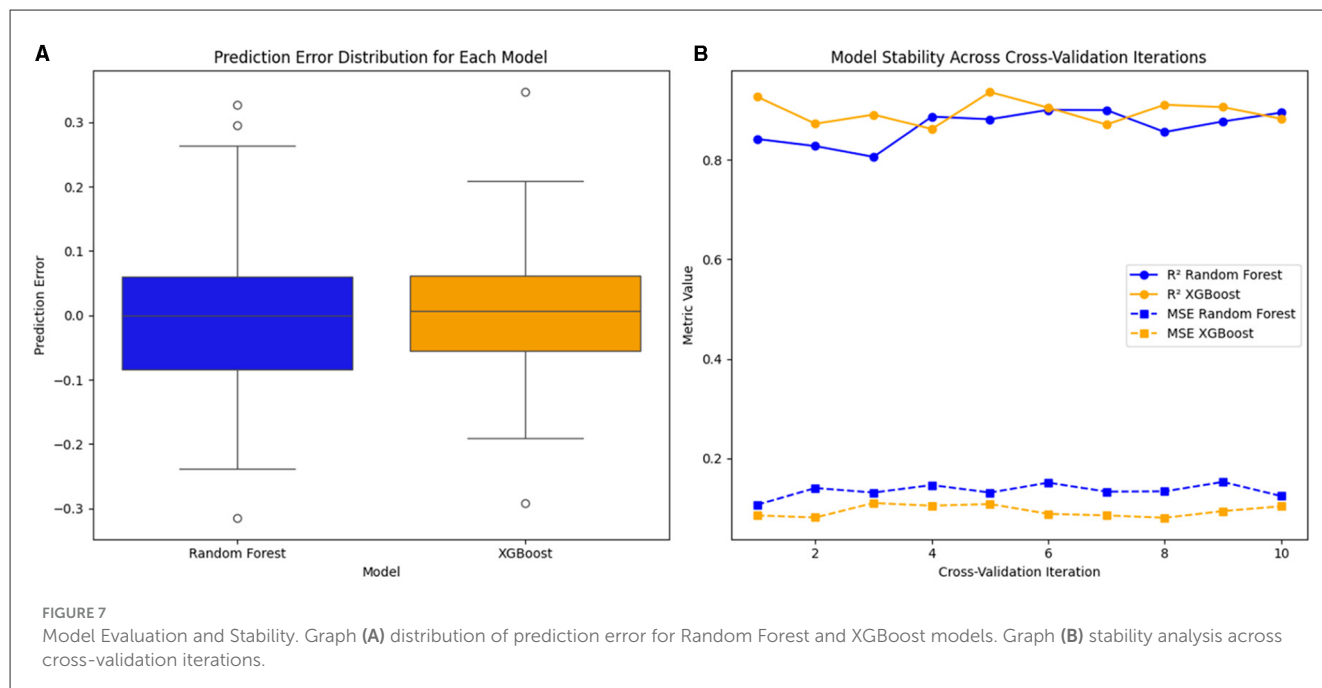 A
Prediction Error Distribution for Each Model
Prediction Error
0.3
0.2
0.1
0.0
−0.1
−0.2
−0.3
Random Forest
XGBoost
Model
B
Model Stability Across Cross-Validation Iterations
Metric Value
0.8
0.6
0.4
0.2
R² Random Forest
R² XGBoost
MSE Random Forest
MSE XGBoost
2
4
6
8
10
Cross-Validation Iteration
FIGURE 7
Model Evaluation and Stability. Graph (A) distribution of prediction error for Random Forest and XGBoost models. Graph (B) stability analysis across
cross-validation iterations.